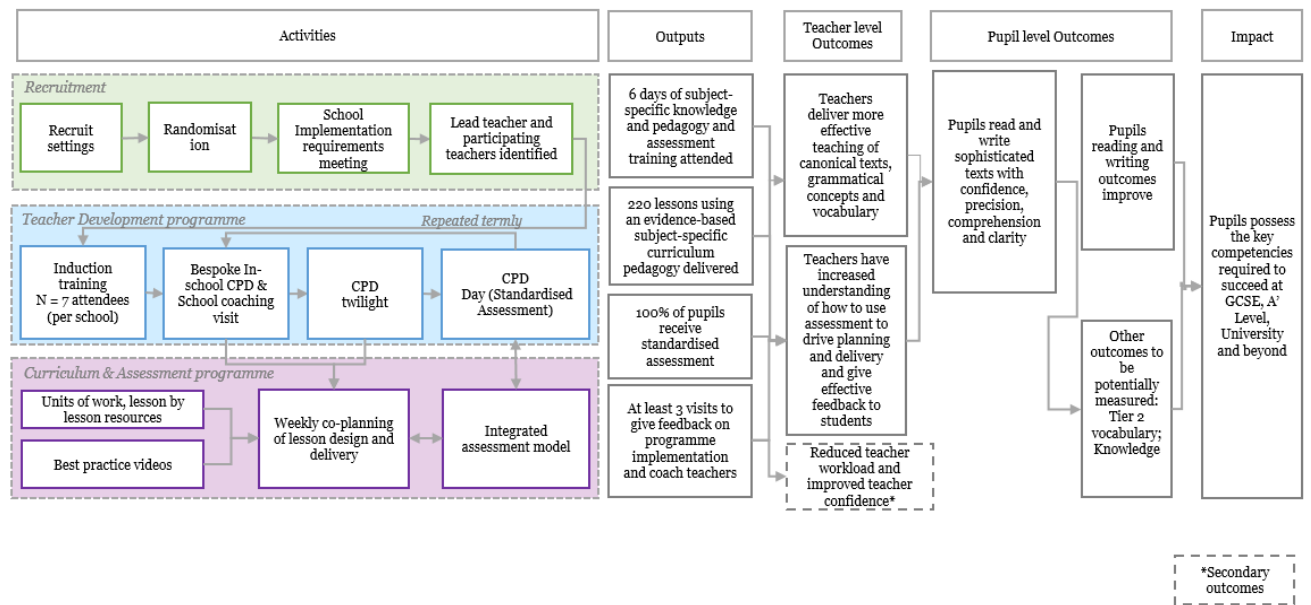 Activities
Outputs
Teacher level
Outcomes
Pupil level Outcomes
Impact
Recruitment
Recruit
settings
Randomisat
ion
School
Implementation
requirements
meeting
Lead teacher and
participating
teachers identified
Teacher Development programme
Repeated termly
Induction
training
N = 7 attendees
(per school)
Bespoke In-
school CPD &
School coaching
visit
CPD
twilight
CPD
Day (Standardised
Assessment)
Curriculum & Assessment programme
Units of work, lesson by
lesson resources
Best practice videos
Weekly co-planning
of lesson design and
delivery
Integrated
assessment model
6 days of subject-
specific knowledge
and pedagogy and
assessment
training attended
220 lessons using
an evidence-based
subject-specific
curriculum
pedagogy delivered
100% of pupils
receive
standardised
assessment
At least 3 visits to
give feedback on
programme
implementation
and coach teachers
Teachers
deliver more
effective
teaching of
canonical texts,
grammatical
concepts and
vocabulary
Teachers have
increased
understanding
of how to use
assessment to
drive planning
and delivery
and give
effective
feedback to
students
Reduced teacher
workload and
improved teacher
confidence*
Pupils read and
write
sophisticated
texts with
confidence,
precision,
comprehension
and clarity
Pupils
reading and
writing
outcomes
improve
Other
outcomes to
be
potentially
measured:
Tier 2
vocabulary;
Knowledge
Pupils possess
the key
competencies
required to
succeed at
GCSE, A'
Level,
University
and beyond
*Secondary
outcomes